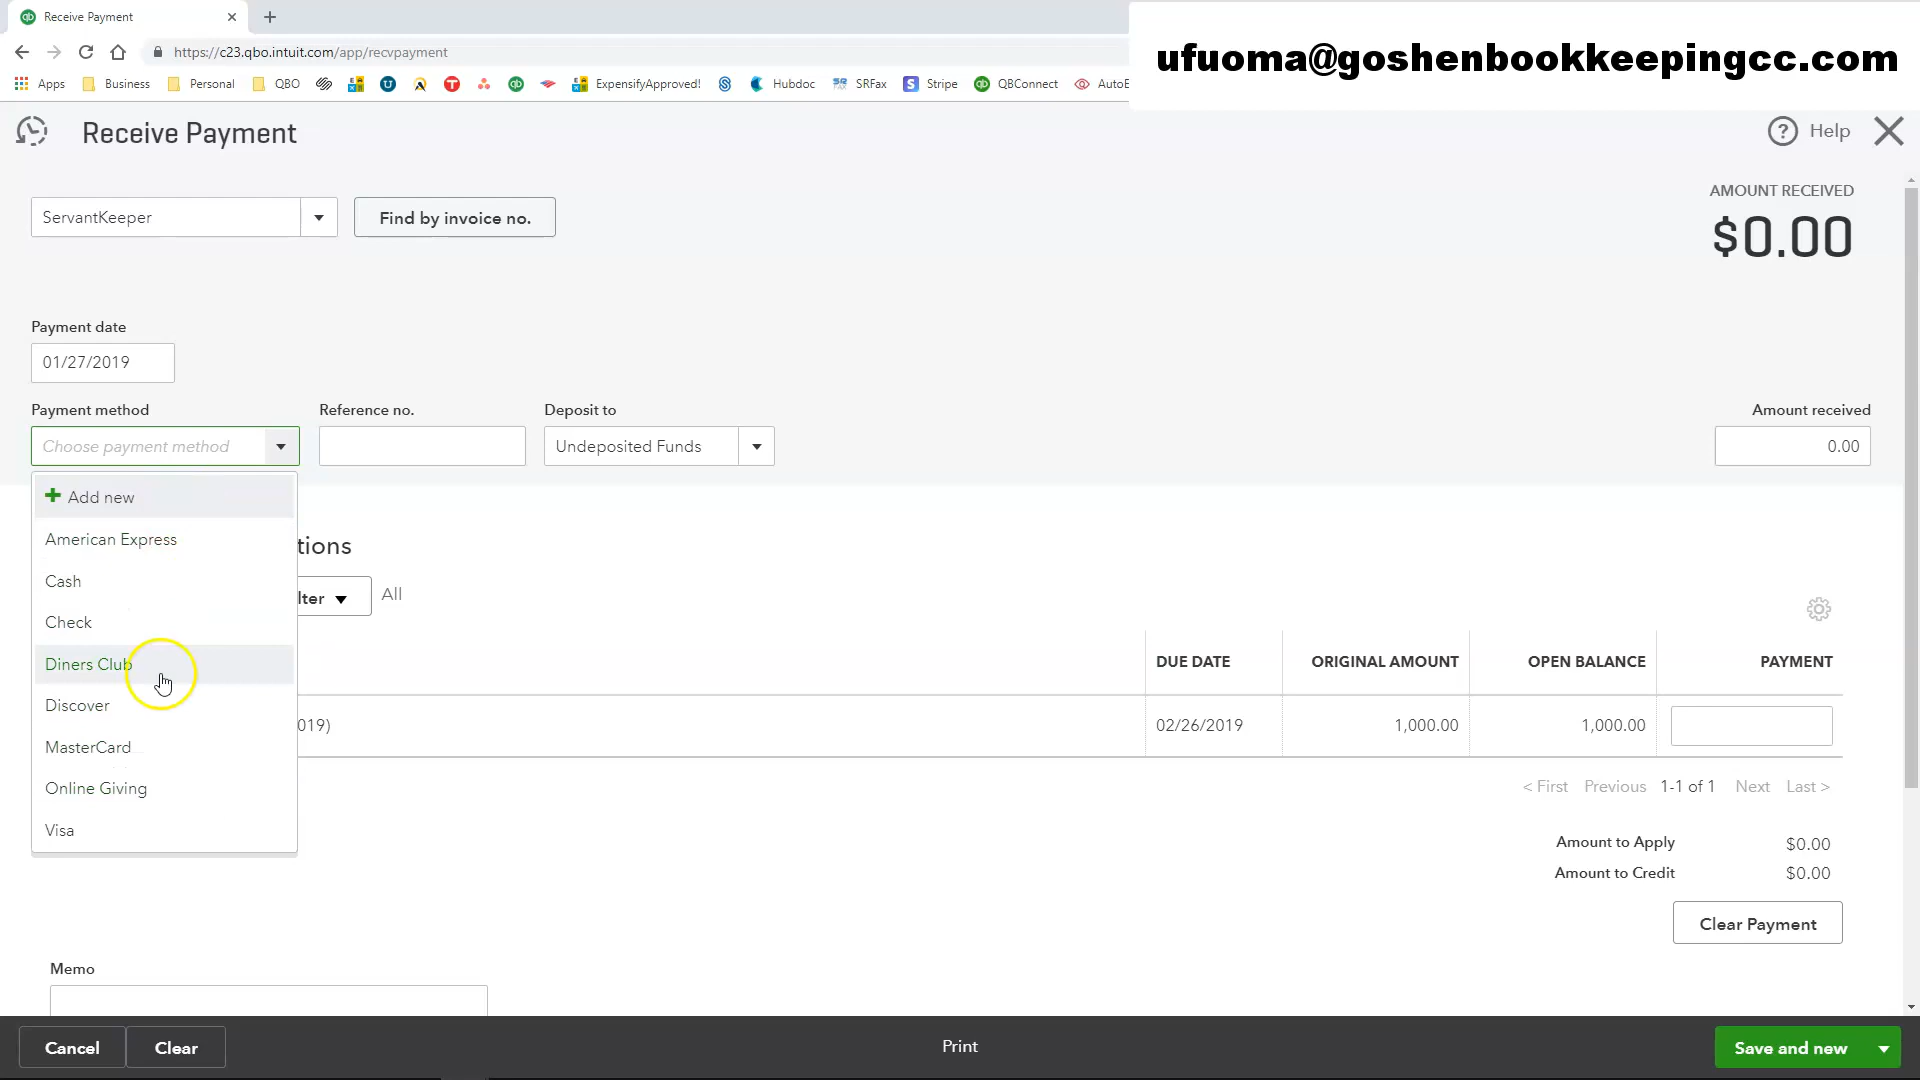 Receive Payment
ufuoma@goshenbookkeepingcc.com
https://c23.qbo.intuit.com/app/recvpayment
Apps Business Personal QBO ExpensifyApproved! Hubdoc SRFax Stripe QBConnect
Receive Payment
Help
ServantKeeper
Find by invoice no.
AMOUNT RECEIVED
$0.00
Payment date
01/27/2019
Payment method Reference no. Deposit to Amount received
Choose payment method Undeposited Funds 0.00
Add new
American Express
Cash
Check
Diners Club
Discover
MasterCard
Online Giving
Visa
tions
lter All
DUE DATE ORIGINAL AMOUNT OPEN BALANCE PAYMENT
019) 02/26/2019 1,000.00 1,000.00
< First Previous 1-1 of 1 Next Last >
Amount to Apply $0.00
Amount to Credit $0.00
Clear Payment
Memo
Cancel Clear Print Save and new